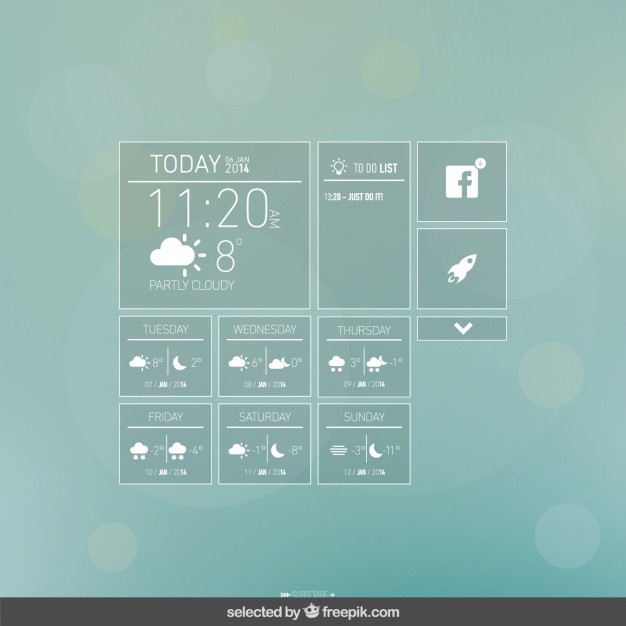 TODAY 06 JAN 2014
11:20 AM
8°
PARTLY CLOUDY
TO DO LIST
12:20 - JUST DO IT!
4
TUESDAY
8° 2°
07 / JAN / 2014
WEDNESDAY
6° 0°
08 / JAN / 2014
THURSDAY
3° -1°
09 / JAN / 2014
FRIDAY
-2° -4°
10 / JAN / 2014
SATURDAY
-1° -8°
11 / JAN / 2014
SUNDAY
-3° -11°
12 / JAN / 2014
SUBSCRIBE
selected by freepik.com